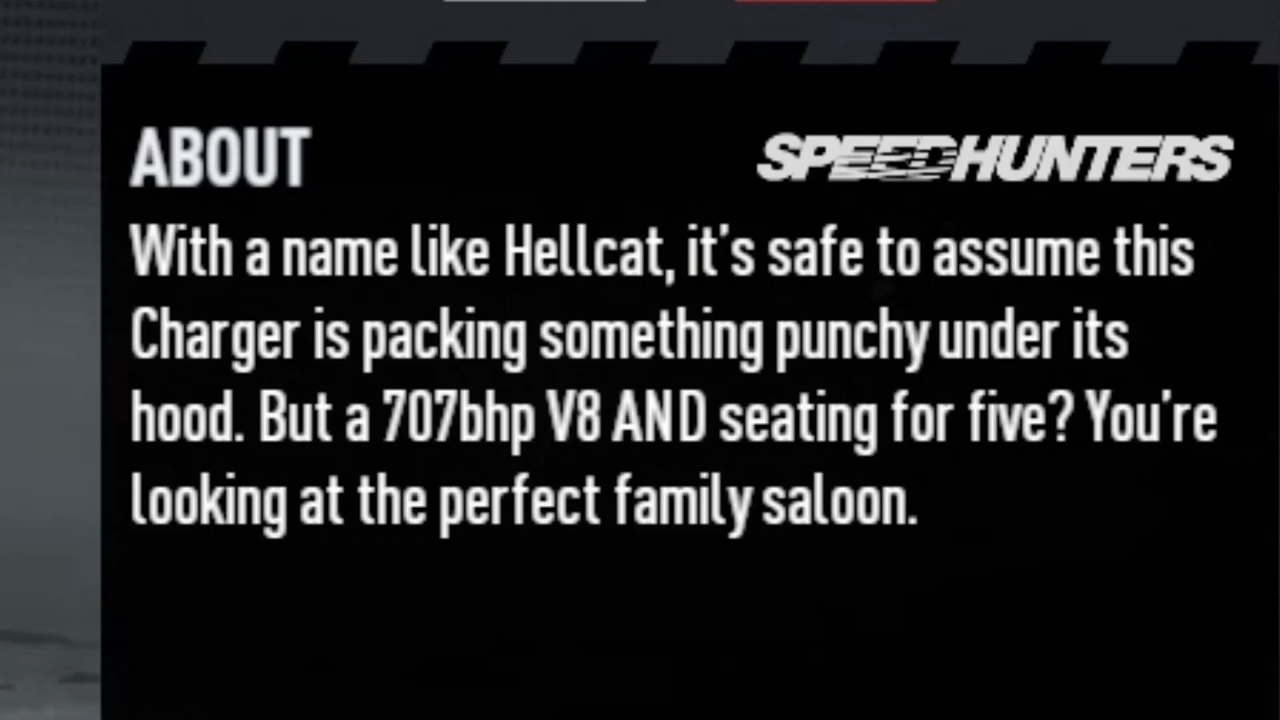 ABOUT
SPEEDHUNTERS
With a name like Hellcat, it's safe to assume this
Charger is packing something punchy under its
hood. But a 707bhp V8 AND seating for five? You're
looking at the perfect family saloon.